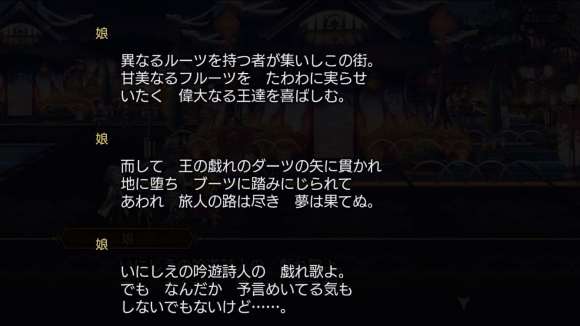 娘
異なるルーツを持つ者が集いしこの街。
甘美なるフルーツを　たわわに実らせ
いたく　偉大なる王達を喜ばしむ。
娘
而して　王の戯れのダーツの矢に貫かれ
地に堕ち　ブーツに踏みにじられて
あわれ　旅人の路は尽き　夢は果てぬ。
娘
いにしえの吟遊詩人の　戯れ歌よ。
でも　なんだか　予言めいてる気も
しないでもないけど……。